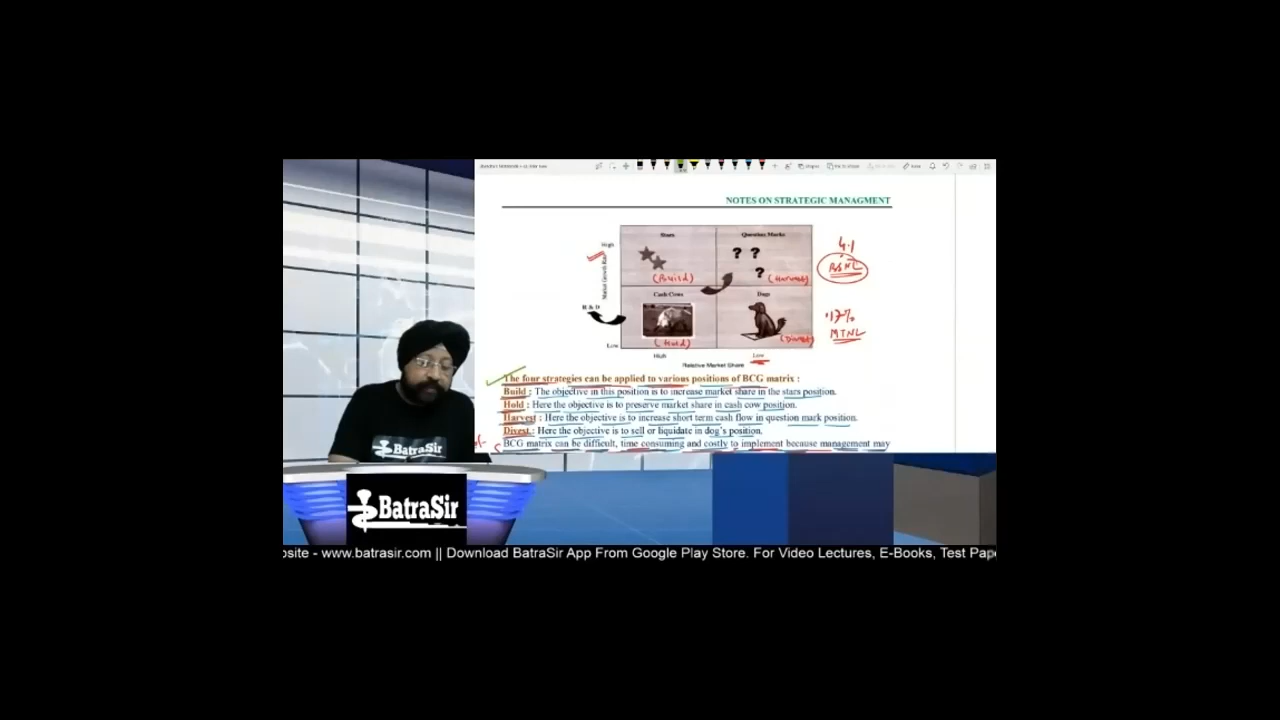 NOTES ON STRATEGIC MANAGMENT
High
Stars
Question Marks
? ?
?
(Build)
(Harvest)
4.1
BSNL
Market Growth Rate
R & D
Cash Cows
Dogs
(Hold)
(Divest)
17%
MTNL
Low
High
Low
Relative Market Share
The four strategies can be applied to various positions of BCG matrix :
Build : The objective in this position is to increase market share in the stars position.
Hold : Here the objective is to preserve market share in cash cow position.
Harvest : Here the objective is to increase short term cash flow in question mark position.
Divest : Here the objective is to sell or liquidate in dog's position.
BCG matrix can be difficult, time consuming and costly to implement because management may
BatraSir
BatraSir
osite - www.batrasir.com || Download BatraSir App From Google Play Store. For Video Lectures, E-Books, Test Pap